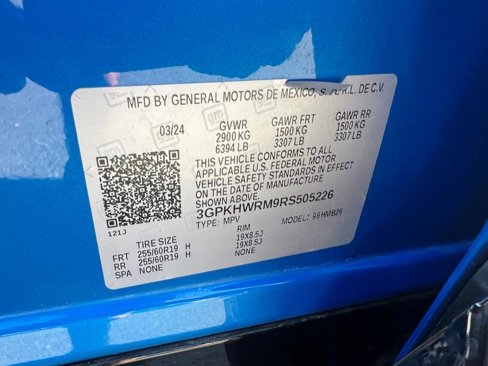 MFD BY GENERAL MOTORS DE MEXICO, S. R.L. DE C.V.
03/24 GVWR GAWR FRT GAWR RR
2900 KG 1500 KG 1500 KG
6394 LB 3307 LB 3307 LB
THIS VEHICLE CONFORMS TO ALL
APPLICABLE U.S. FEDERAL MOTOR
VEHICLE SAFETY STANDARDS IN EFFECT
ON THE DATE OF MANUFACTURE
SHOWN ABOVE.
3GPKHWRM9RS505226
TYPE: MPV MODEL: 96HMB26
121J
TIRE SIZE RIM
FRT 255/60R19 H 19X8.5J
RR 255/60R19 H 19X8.5J
SPA NONE NONE